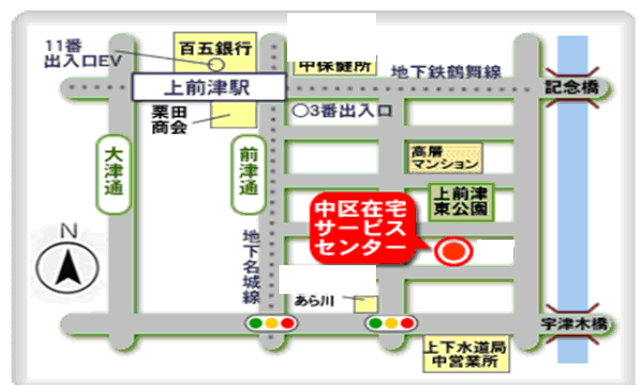 11番
出入口EV
百五銀行
中保健所
地下鉄鶴舞線
上前津駅
記念橋
栗田
商会
○3番出入口
大津通
前津通
高層
マンション
上前津
東公園
中区在宅
サービス
センター
N
地下名城線
あら川
宇津木橋
上下水道局
中営業所